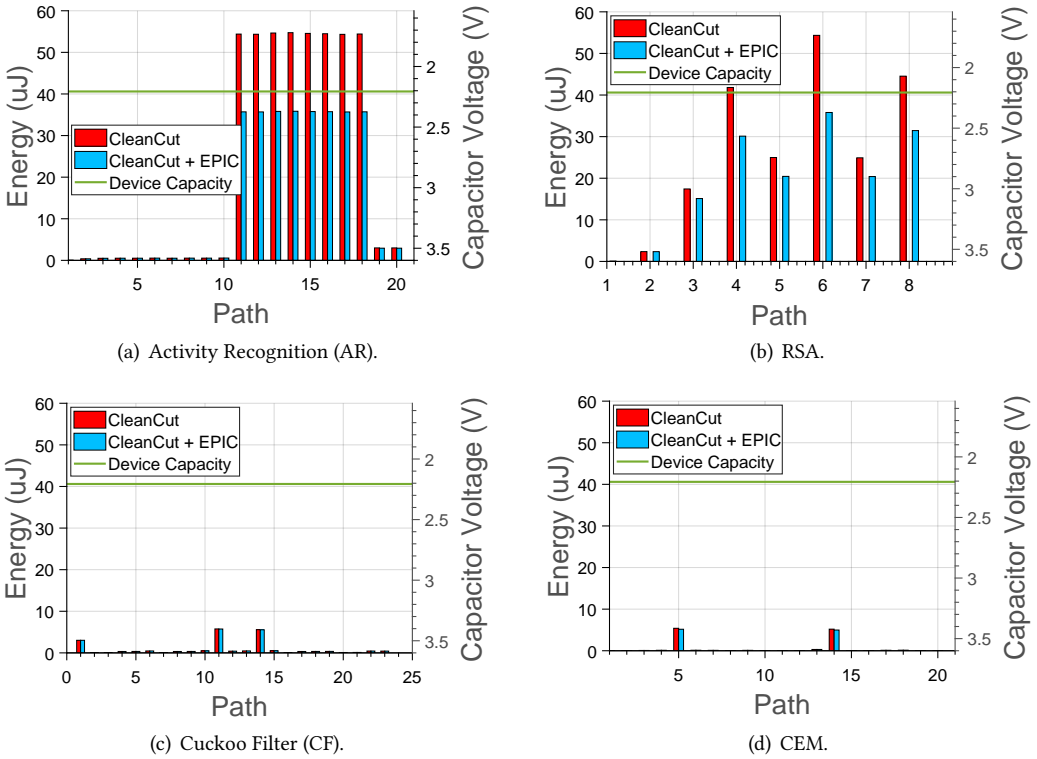 60
50
40
30
20
10
0
Energy (uJ)
CleanCut
CleanCut + EPIC
Device Capacity
2
2.5
3
3.5
Capacitor Voltage (V)
5
10
15
20
Path
(a) Activity Recognition (AR).
60
50
40
30
20
10
0
Energy (uJ)
CleanCut
CleanCut + EPIC
Device Capacity
2
2.5
3
3.5
Capacitor Voltage (V)
1 2 3 4 5 6 7 8
Path
(b) RSA.
60
50
40
30
20
10
0
Energy (uJ)
CleanCut
CleanCut + EPIC
Device Capacity
2
2.5
3
3.5
Capacitor Voltage (V)
0 5 10 15 20 25
Path
(c) Cuckoo Filter (CF).
60
50
40
30
20
10
0
Energy (uJ)
CleanCut
CleanCut + EPIC
Device Capacity
2
2.5
3
3.5
Capacitor Voltage (V)
5 10 15 20
Path
(d) CEM.